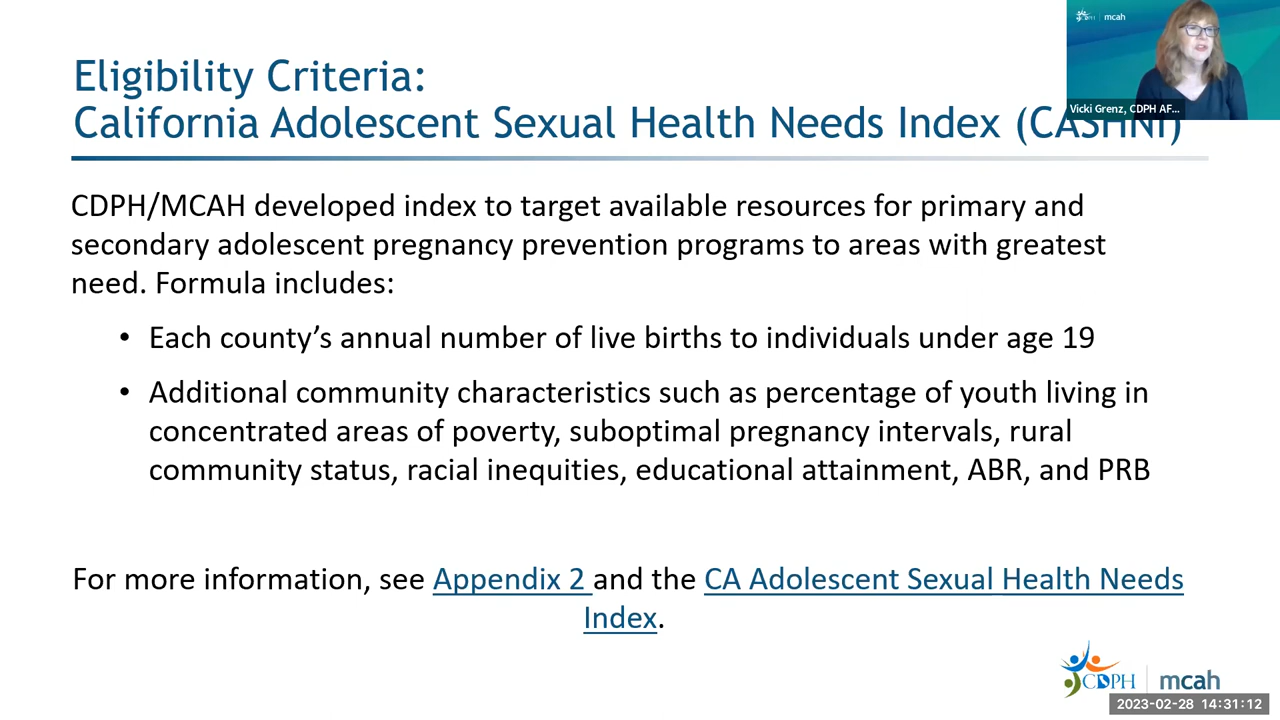 CDPH mcah
Vicki Grenz, CDPH AF...
Eligibility Criteria:
California Adolescent Sexual Health Needs Index (CASHNI)
CDPH/MCAH developed index to target available resources for primary and
secondary adolescent pregnancy prevention programs to areas with greatest
need. Formula includes:
• Each county’s annual number of live births to individuals under age 19
• Additional community characteristics such as percentage of youth living in
concentrated areas of poverty, suboptimal pregnancy intervals, rural
community status, racial inequities, educational attainment, ABR, and PRB
For more information, see Appendix 2 and the CA Adolescent Sexual Health Needs
Index.
CDPH mcah
2023-02-28 14:31:12